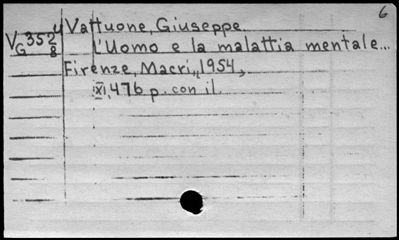 6
Vattuone, Giuseppe
VG 352/8 L'Uomo e la malattia mentale...
Firenze, Macrì, "1954,
XI, 476 p. con il.